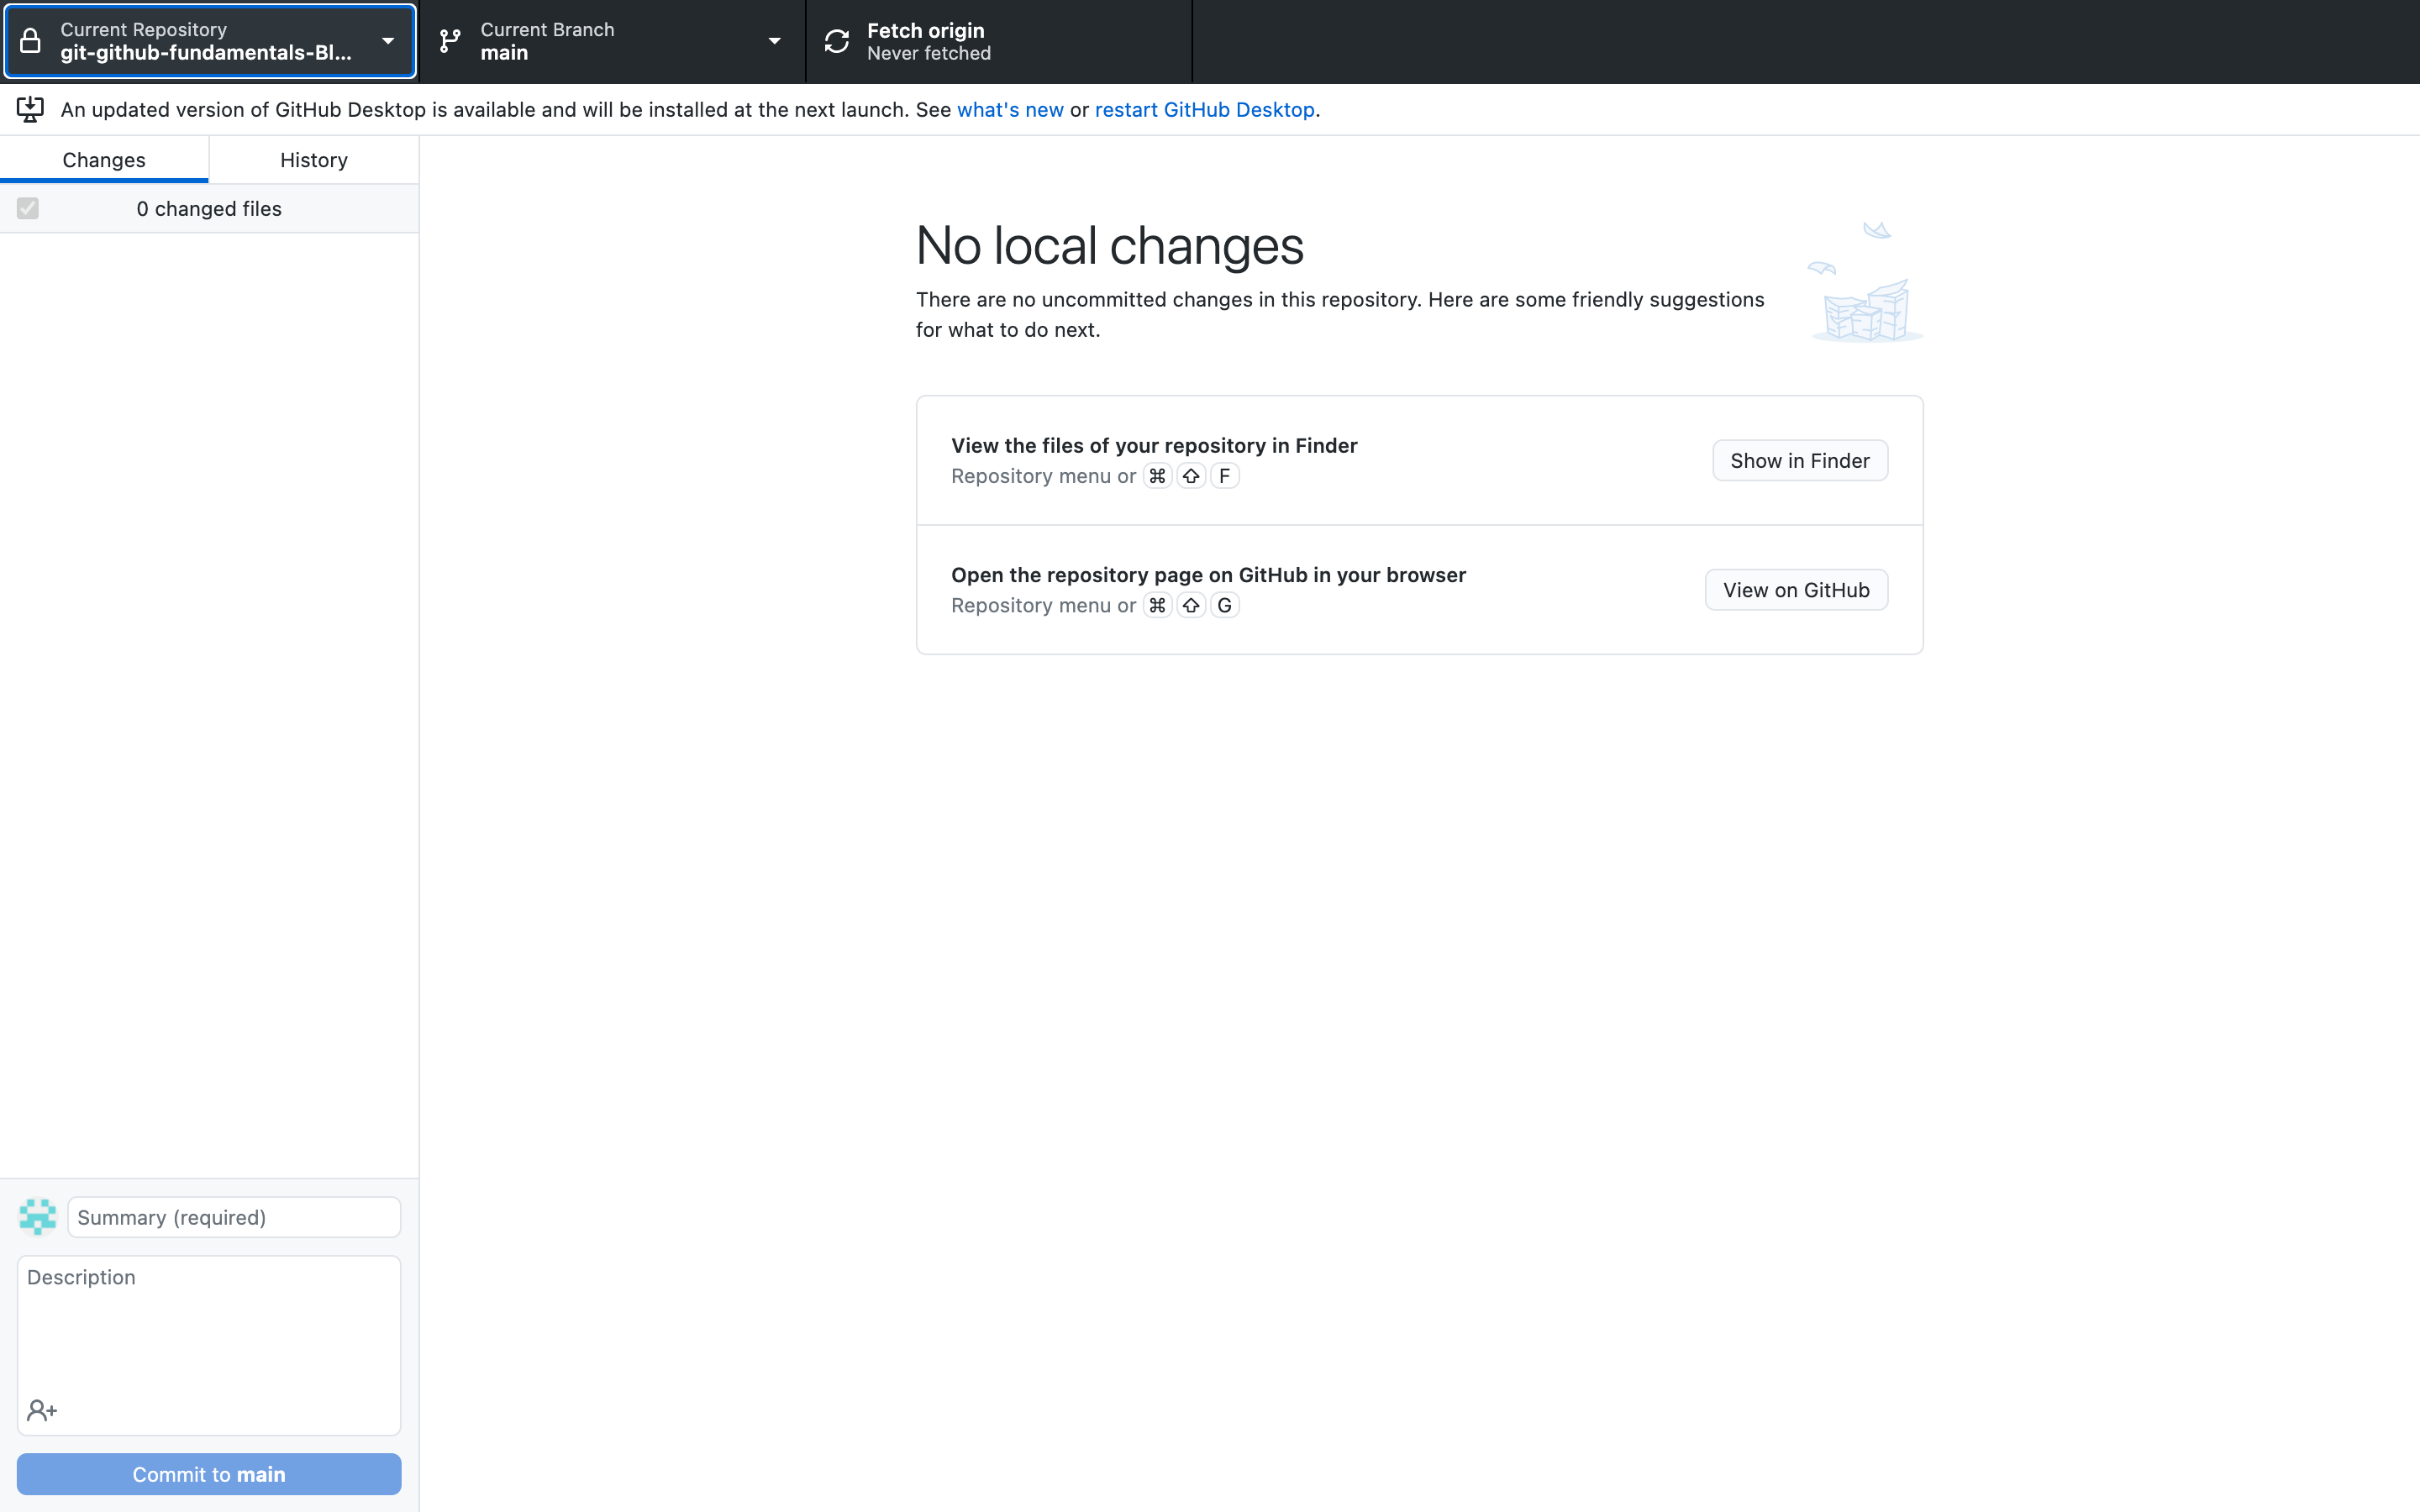 Current Repository
git-github-fundamentals-Bl...
Current Branch
main
Fetch origin
Never fetched
An updated version of GitHub Desktop is available and will be installed at the next launch. See what's new or restart GitHub Desktop.
Changes
History
0 changed files
No local changes
There are no uncommitted changes in this repository. Here are some friendly suggestions
for what to do next.
View the files of your repository in Finder
Repository menu or ⌘ ⇧ F
Show in Finder
Open the repository page on GitHub in your browser
Repository menu or ⌘ ⇧ G
View on GitHub
Summary (required)
Description
Commit to main